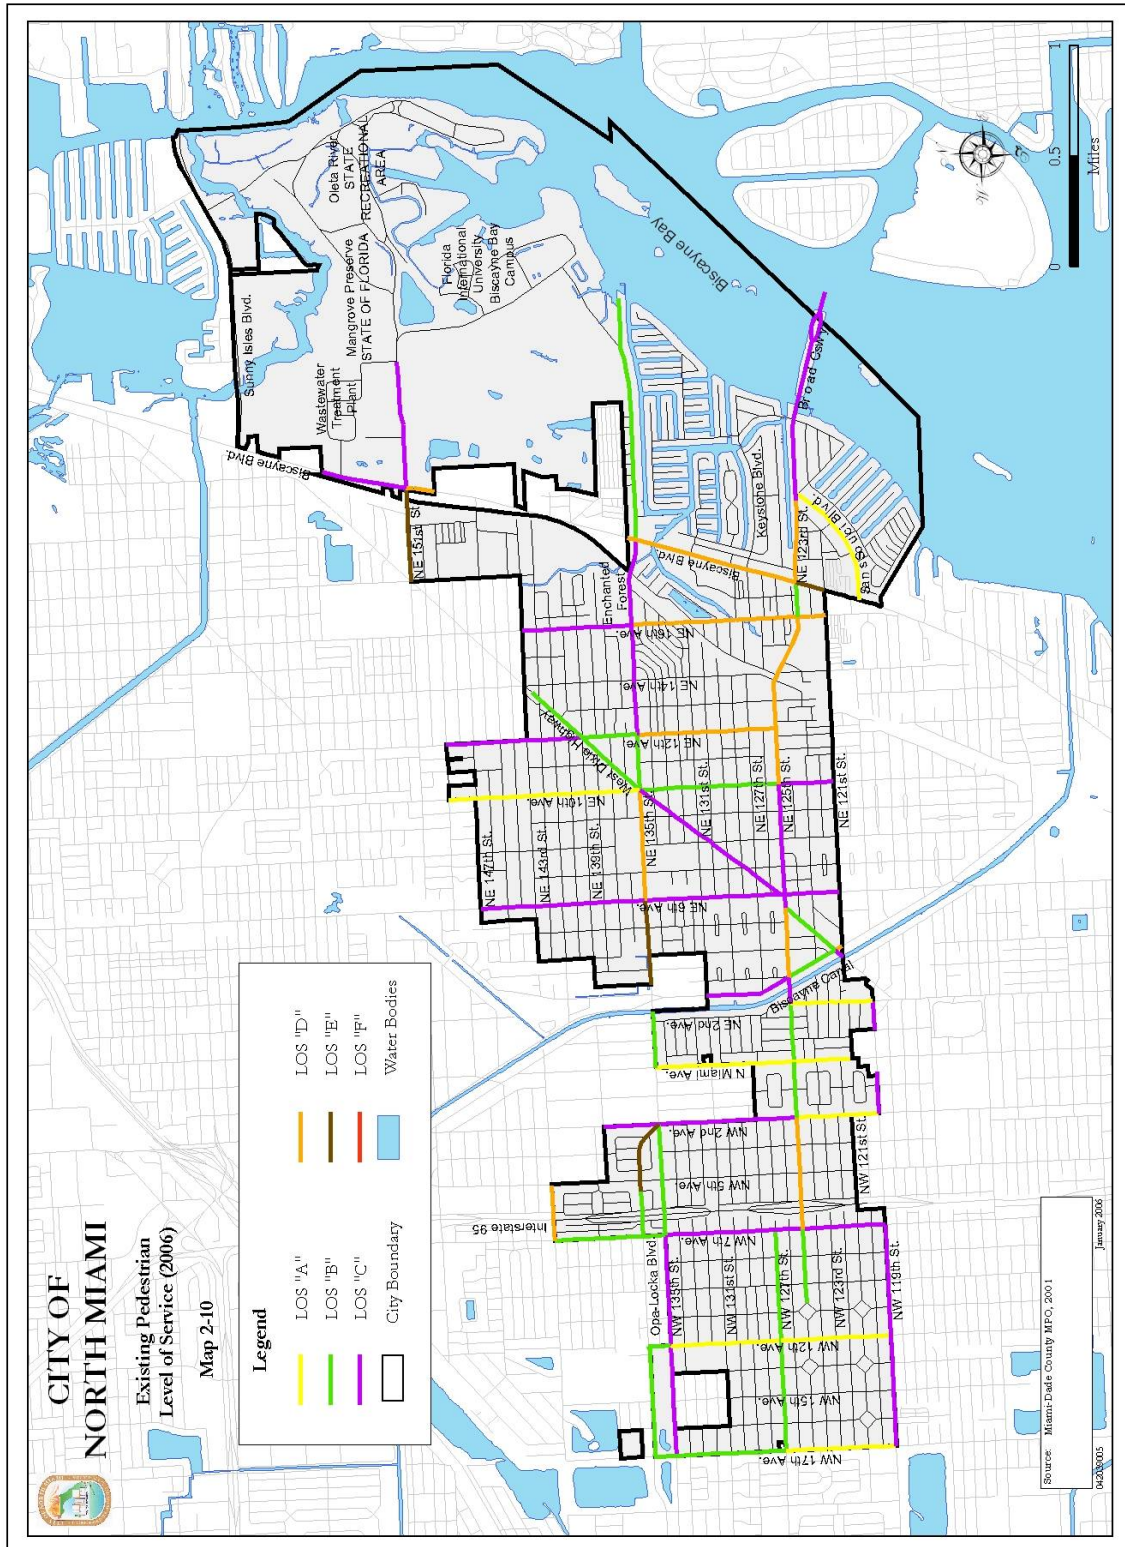 CITY OF
NORTH MIAMI
Existing Pedestrian
Level of Service (2006)
Map 2-10
Legend
LOS "A"
LOS "B"
LOS "C"
City Boundary
LOS "D"
LOS "E"
LOS "F"
Water Bodies
Sunny Isles Blvd.
Biscayne Blvd.
Wastewater
Treatment
Plant
Mangrove Preserve
STATE OF FLORIDA
Oleta River
STATE
RECREATIONAL
AREA
Florida
International
University
Biscayne Bay
Campus
Biscayne Bay
NE 151st St.
Enchanted
Forest
Biscayne Blvd.
Keystone Blvd.
NE 123rd St.
Broad Cswy.
Sans Souci Blvd.
NE 16th Ave.
NE 14th Ave.
NE 12th Ave.
West Dixie Highway
NE 10th Ave.
NE 147th St.
NE 143rd St.
NE 139th St.
NE 135th St.
NE 131st St.
NE 127th St.
NE 125th St.
NE 121st St.
NE 6th Ave.
Biscayne Canal
NE 2nd Ave.
N Miami Ave.
NW 2nd Ave.
NW 5th Ave.
Interstate 95
NW 7th Ave.
Opa-Locka Blvd.
NW 135th St.
NW 131st St.
NW 127th St.
NW 123rd St.
NW 121st St.
NW 119th St.
NW 12th Ave.
NW 15th Ave.
NW 17th Ave.
0 0.5 1
Miles
Source: Miami-Dade County MPO, 2001
042039005
January 2006